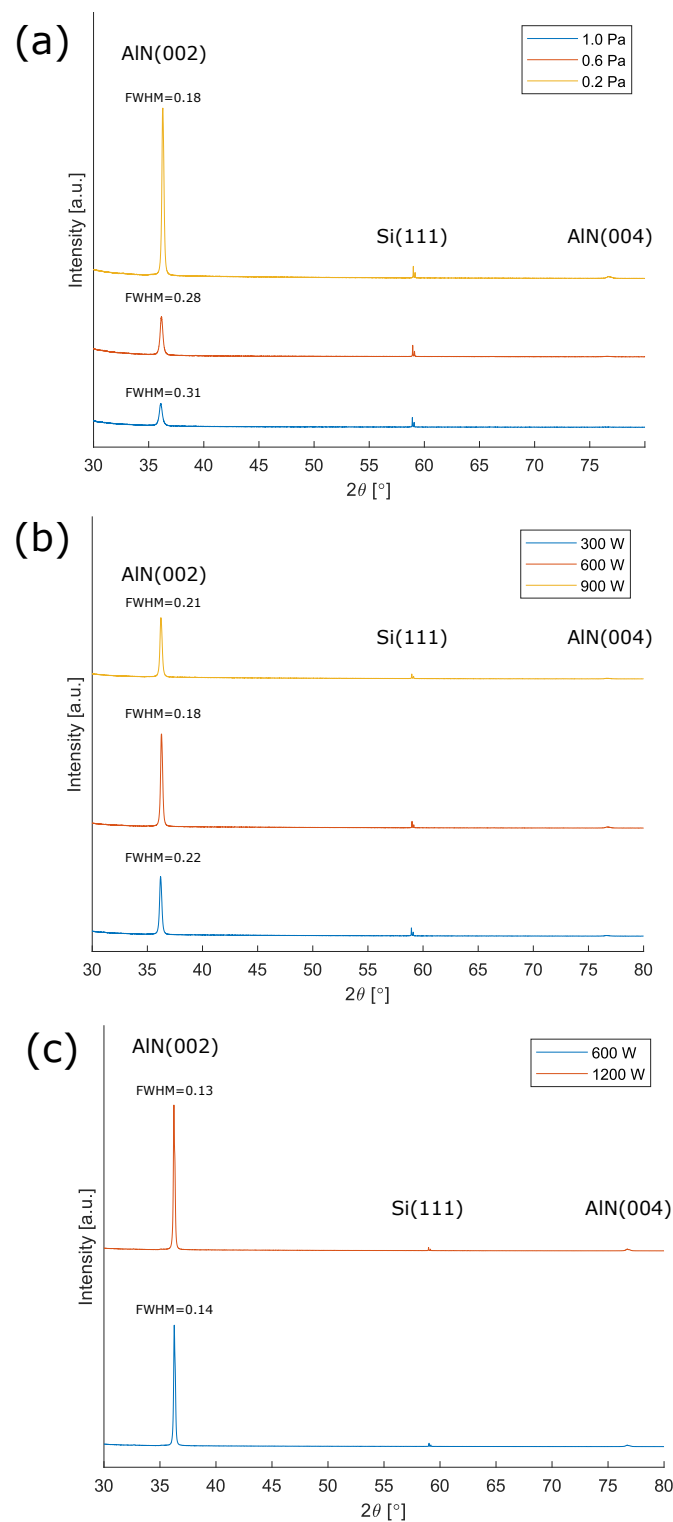 (a)
AlN(002)
1.0 Pa
0.6 Pa
0.2 Pa
FWHM=0.18
Si(111)
AlN(004)
FWHM=0.28
FWHM=0.31
Intensity [a.u.]
30 35 40 45 50 55 60 65 70 75
2θ [°]
(b)
AlN(002)
300 W
600 W
900 W
FWHM=0.21
Si(111)
AlN(004)
FWHM=0.18
FWHM=0.22
Intensity [a.u.]
30 35 40 45 50 55 60 65 70 75 80
2θ [°]
(c)
AlN(002)
600 W
1200 W
FWHM=0.13
Si(111)
AlN(004)
FWHM=0.14
Intensity [a.u.]
30 35 40 45 50 55 60 65 70 75 80
2θ [°]